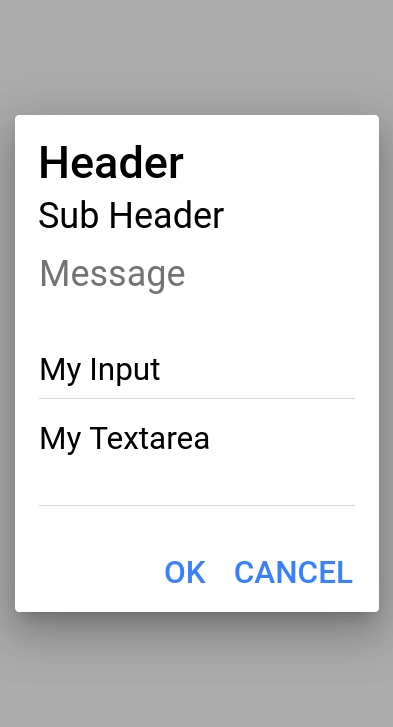 Header
Sub Header
Message
My Input
My Textarea
OK CANCEL